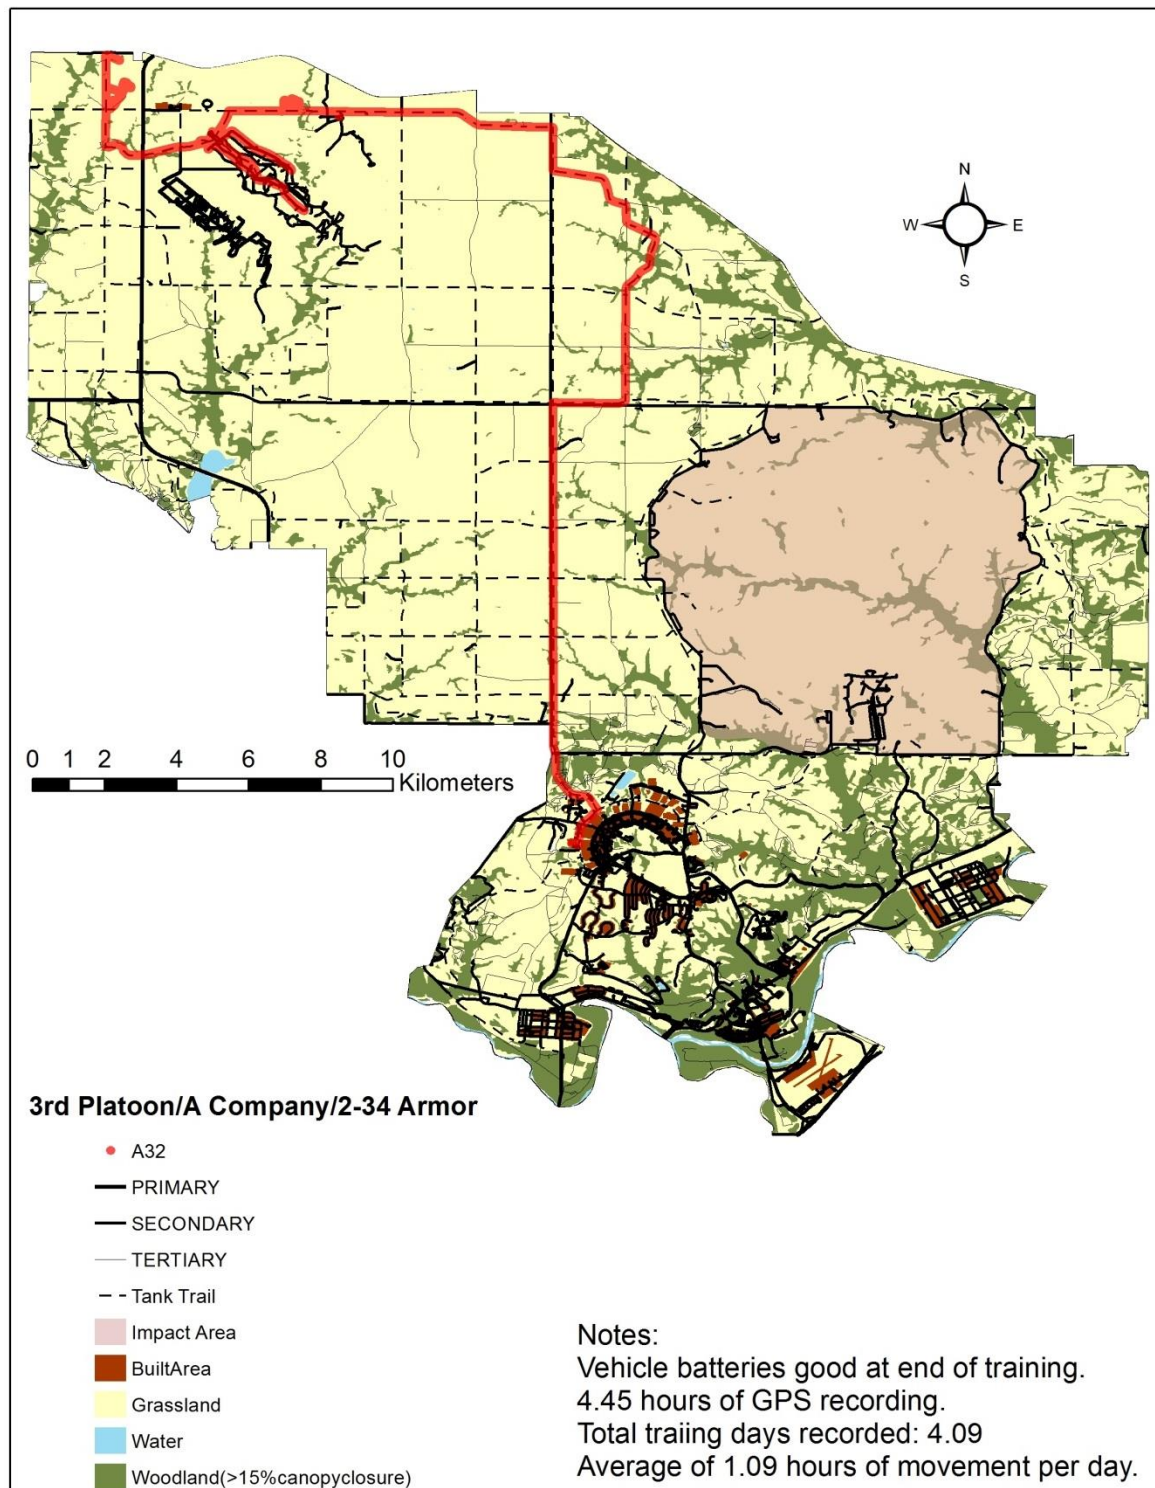 N
W E
S
0 1 2 4 6 8 10
Kilometers
3rd Platoon/A Company/2-34 Armor
A32
PRIMARY
SECONDARY
TERTIARY
Tank Trail
Impact Area
BuiltArea
Grassland
Water
Woodland(>15%canopyclosure)
Notes:
Vehicle batteries good at end of training.
4.45 hours of GPS recording.
Total traiing days recorded: 4.09
Average of 1.09 hours of movement per day.